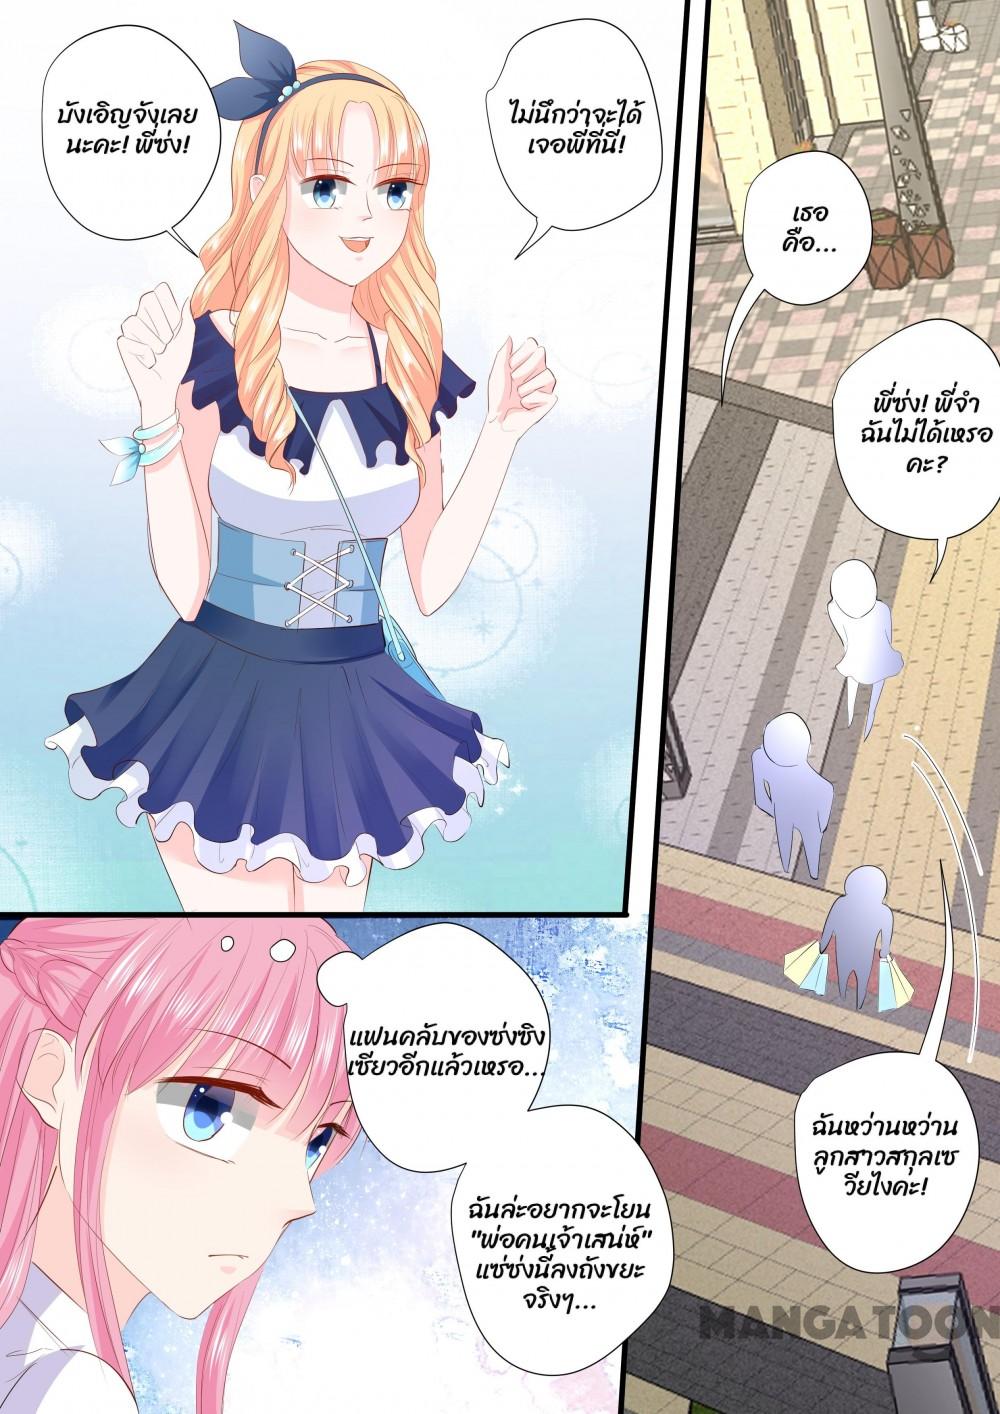 บังเอิญจังเลย
นะคะ! พี่ซ่ง!
ไม่นึกว่าจะได้
เจอพี่ที่นี่!
เธอ
คือ...
พี่ซ่ง! พี่จำ
ฉันไม่ได้เหรอ
คะ?
ฉันหว่านหว่าน
ลูกสาวสกุลเซ
วียไงคะ!
แฟนคลับของซ่งชิง
เซียวอีกแล้วเหรอ...
ฉันล่ะอยากจะโยน
"พ่อคนเจ้าเสน่ห์"
แซ่ซ่งนี้ลงถังขยะ
จริงๆ...
MANGATOON